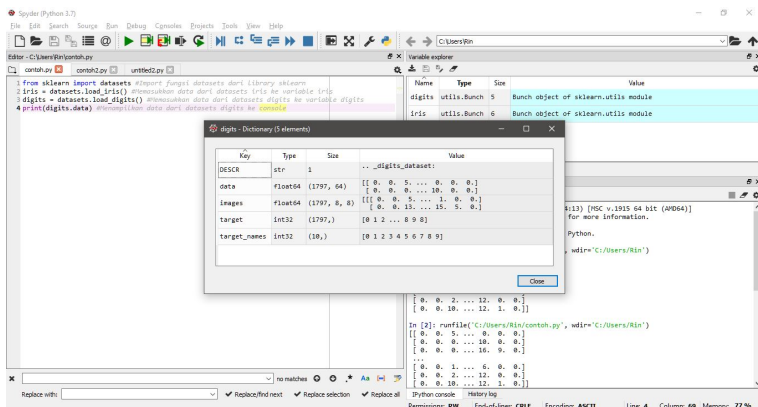 Spyder (Python 3.7)
File Edit Search Source Run Debug Consoles Projects Tools View Help
C:\Users\Rin
Editor - C:\Users\Rin\contoh.py
contoh.py contoh2.py untitled2.py
1 from sklearn import datasets #Import fungsi datasets dari library sklearn
2 iris = datasets.load_iris() #Memasukkan data dari datasets iris ke variable iris
3 digits = datasets.load_digits() #Memasukkan data dari datasets digits ke variable digits
4 print(digits.data) #Menampilkan data dari datasets digits ke console
Variable explorer
Name Type Size Value
digits utils.Bunch 5 Bunch object of sklearn.utils module
iris utils.Bunch 6 Bunch object of sklearn.utils module
digits - Dictionary (5 elements)
Key Type Size Value
DESCR str 1 .. _digits_dataset:
data float64 (1797, 64) [[ 0. 0. 5. ... 0. 0. 0.]
[ 0. 0. 0. ... 10. 0. 0.]
images float64 (1797, 8, 8) [[[ 0. 0. 5. ... 1. 0. 0.]
[ 0. 0. 13. ... 15. 5. 0.]
target int32 (1797,) [0 1 2 ... 8 9 8]
target_names int32 (10,) [0 1 2 3 4 5 6 7 8 9]
Close
4:13) [MSC v.1915 64 bit (AMD64)]
for more information.
Python.
, wdir='C:/Users/Rin')
[ 0. 0. 2. ... 12. 0. 0.]
[ 0. 0. 10. ... 12. 1. 0.]]
In [2]: runfile('C:/Users/Rin/contoh.py', wdir='C:/Users/Rin')
[[ 0. 0. 5. ... 0. 0. 0.]
[ 0. 0. 0. ... 10. 0. 0.]
[ 0. 0. 0. ... 16. 9. 0.]
...
[ 0. 0. 1. ... 6. 0. 0.]
[ 0. 0. 2. ... 12. 0. 0.]
[ 0. 0. 10. ... 12. 1. 0.]]
no matches Aa
Replace with: Replace/find next Replace selection Replace all
IPython console History log
Permissions: RW End-of-lines: CRLF Encoding: ASCII Line: 4 Column: 69 Memory: 77 %